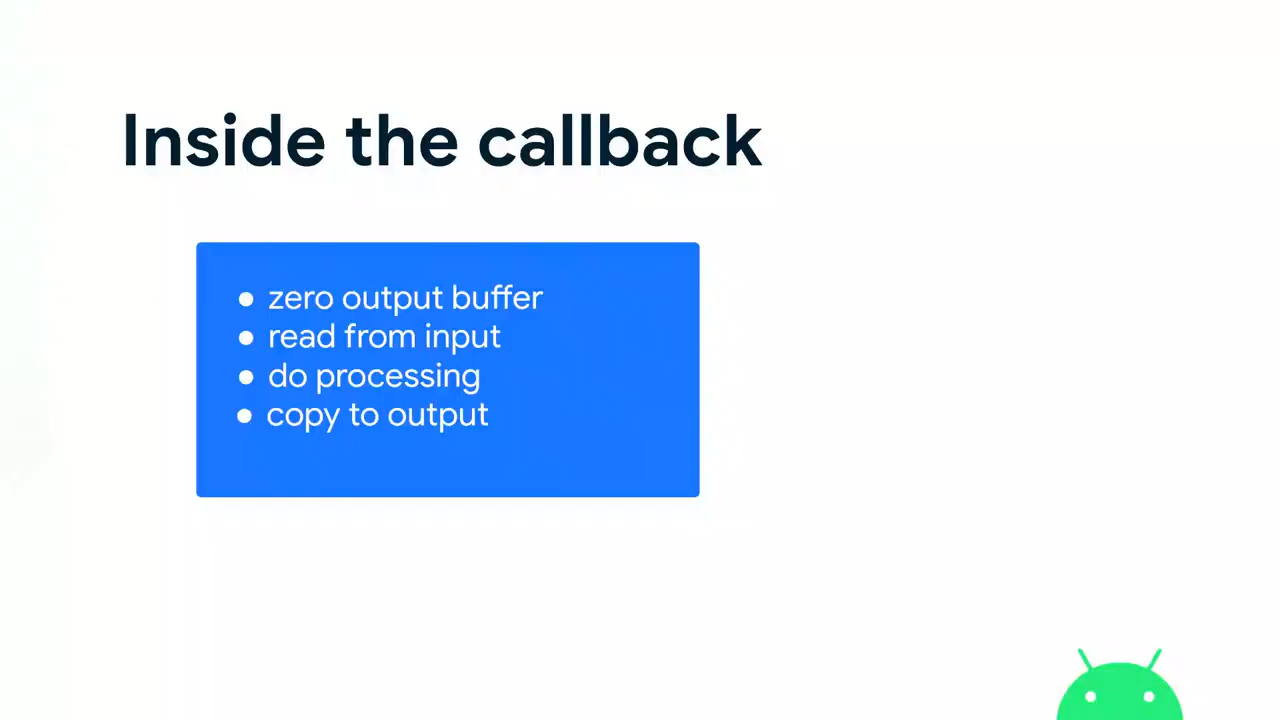 Inside the callback
● zero output buffer
● read from input
● do processing
● copy to output